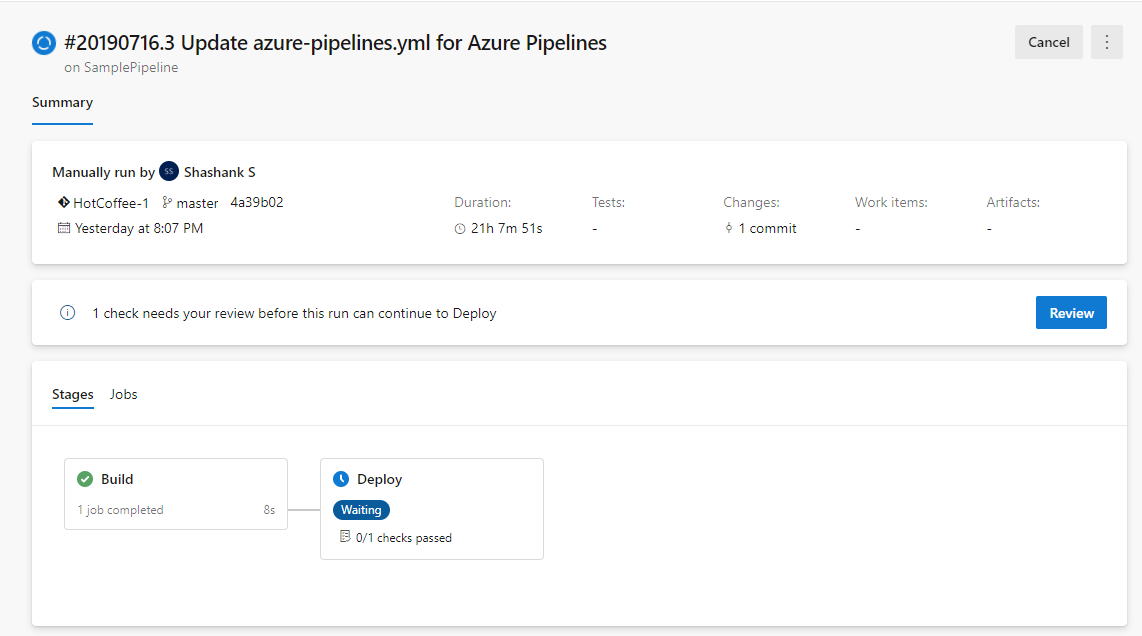 #20190716.3 Update azure-pipelines.yml for Azure Pipelines
Cancel
on SamplePipeline
Summary
Manually run by SS Shashank S
HotCoffee-1 master 4a39b02
Duration: Tests: Changes: Work items: Artifacts:
Yesterday at 8:07 PM
21h 7m 51s - 1 commit - -
1 check needs your review before this run can continue to Deploy
Review
Stages Jobs
Build
1 job completed 8s
Deploy
Waiting
0/1 checks passed